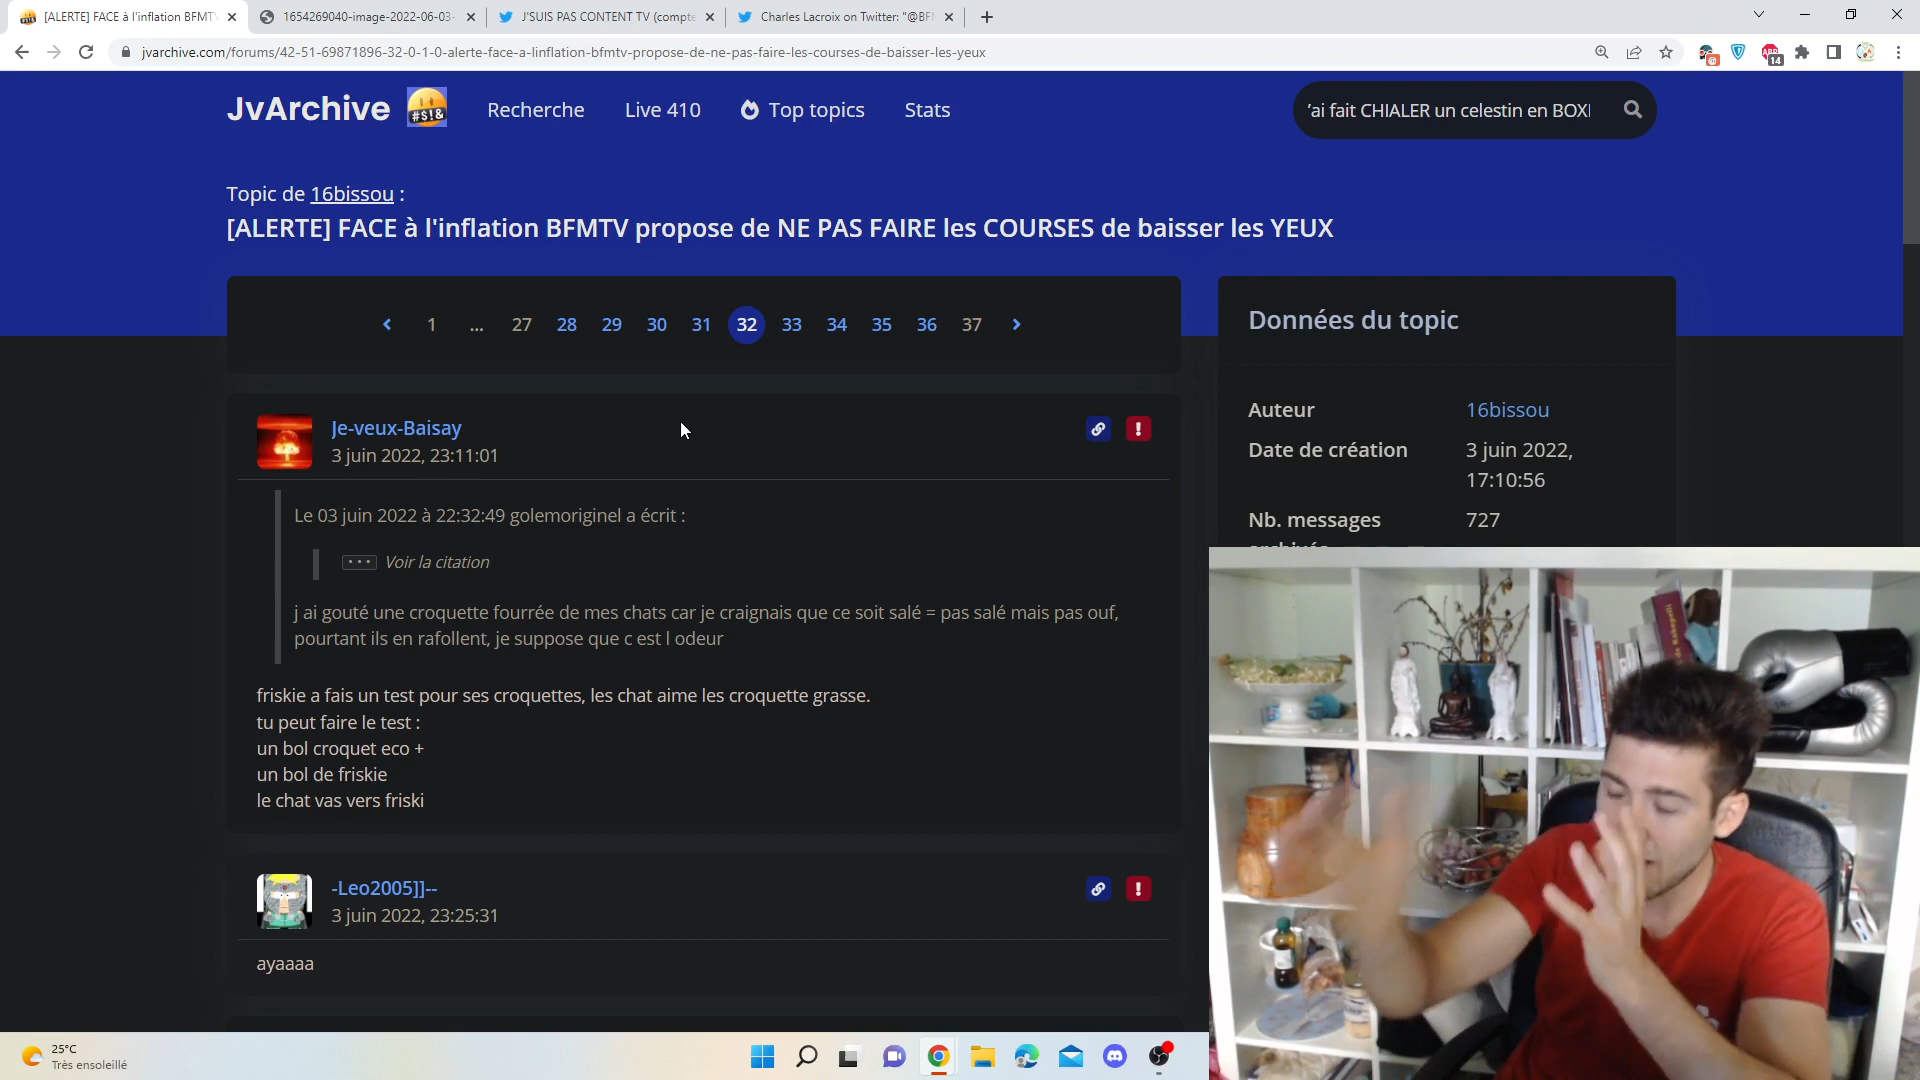 [ALERTE] FACE à l'inflation BFMT
1654269040-image-2022-06-03-
J'SUIS PAS CONTENT TV (compte
Charles Lacroix on Twitter: "@BF
jvarchive.com/forums/42-51-69871896-32-0-1-0-alerte-face-a-linflation-bfmtv-propose-de-ne-pas-faire-les-courses-de-baisser-les-yeux
14
JvArchive
#$!&
Recherche
Live 410
Top topics
Stats
'ai fait CHIALER un celestin en BOXI
Topic de 16bissou :
[ALERTE] FACE à l'inflation BFMTV propose de NE PAS FAIRE les COURSES de baisser les YEUX
1 ... 27 28 29 30 31 32 33 34 35 36 37
Données du topic
Auteur 16bissou
Date de création 3 juin 2022,
17:10:56
Nb. messages 727
Je-veux-Baisay
3 juin 2022, 23:11:01
Le 03 juin 2022 à 22:32:49 golemoriginel a écrit :
Voir la citation
j ai gouté une croquette fourrée de mes chats car je craignais que ce soit salé = pas salé mais pas ouf,
pourtant ils en rafollent, je suppose que c est l odeur
friskie a fais un test pour ses croquettes, les chat aime les croquette grasse.
tu peut faire le test :
un bol croquet eco +
un bol de friskie
le chat vas vers friski
-Leo2005]]--
3 juin 2022, 23:25:31
ayaaaa
25°C
Très ensoleillé